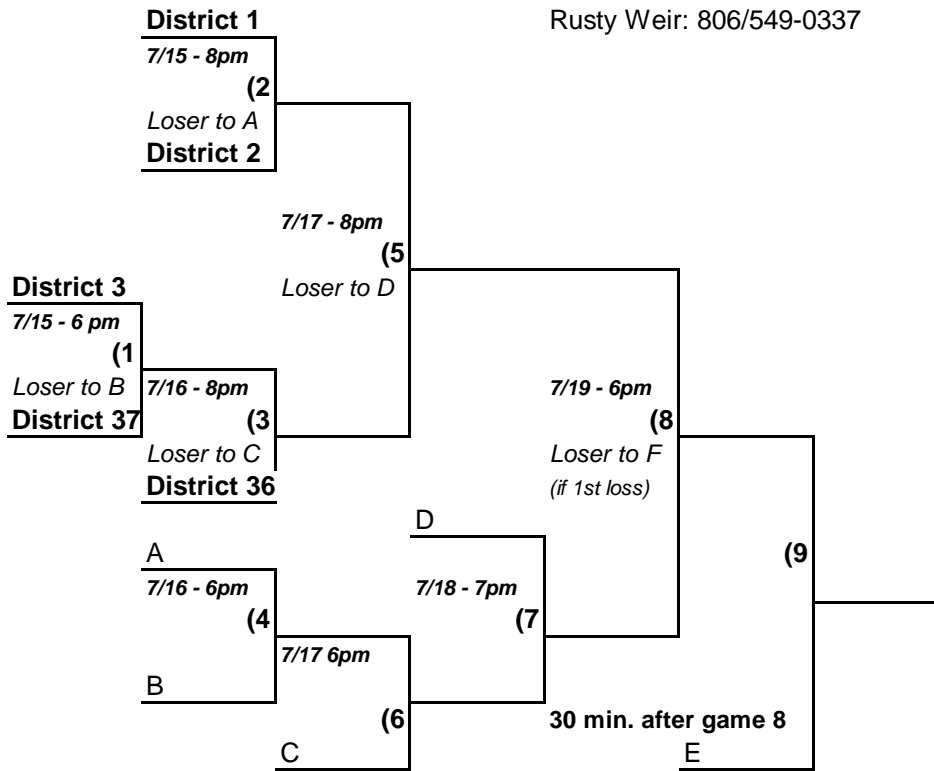 District 1
Rusty Weir: 806/549-0337
7/15 - 8pm
(2
Loser to A
District 2
7/17 - 8pm
(5
Loser to D
District 3
7/15 - 6 pm
(1
Loser to B
District 37
7/16 - 8pm
(3
Loser to C
District 36
7/19 - 6pm
(8
Loser to F
(if 1st loss)
D
A
(9
7/16 - 6pm
(4
7/18 - 7pm
(7
7/17 6pm
B
(6
30 min. after game 8
C
E